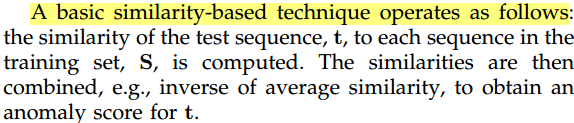 A basic similarity-based technique operates as follows:
the similarity of the test sequence, t, to each sequence in the
training set, S, is computed. The similarities are then
combined, e.g., inverse of average similarity, to obtain an
anomaly score for t.